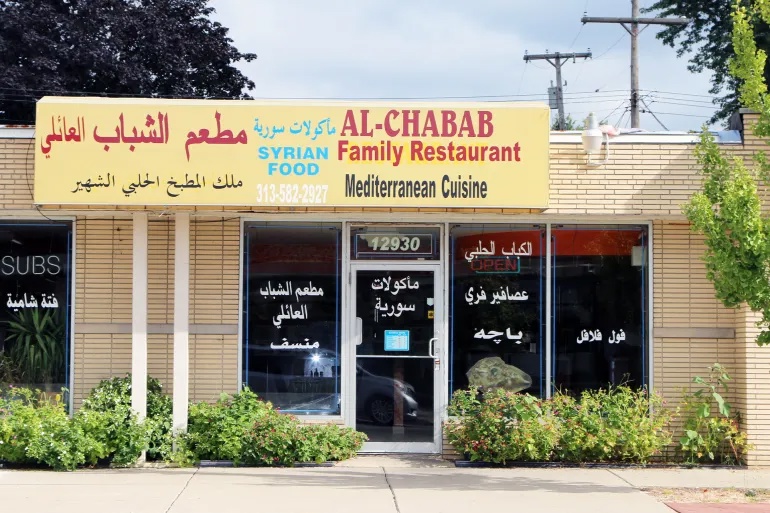 مطعم الشباب العائلي
ملك المطبخ الحلبي الشهير
مأكولات سورية
SYRIAN
FOOD
313-582-2927
AL-CHABAB
Family Restaurant
Mediterranean Cuisine
SUBS
فتة شامية
مطعم الشباب
العائلي
منسف
12930
مأكولات
سورية
الكباب الحلبي
OPEN
عصافير فري
باچه
فول فلافل